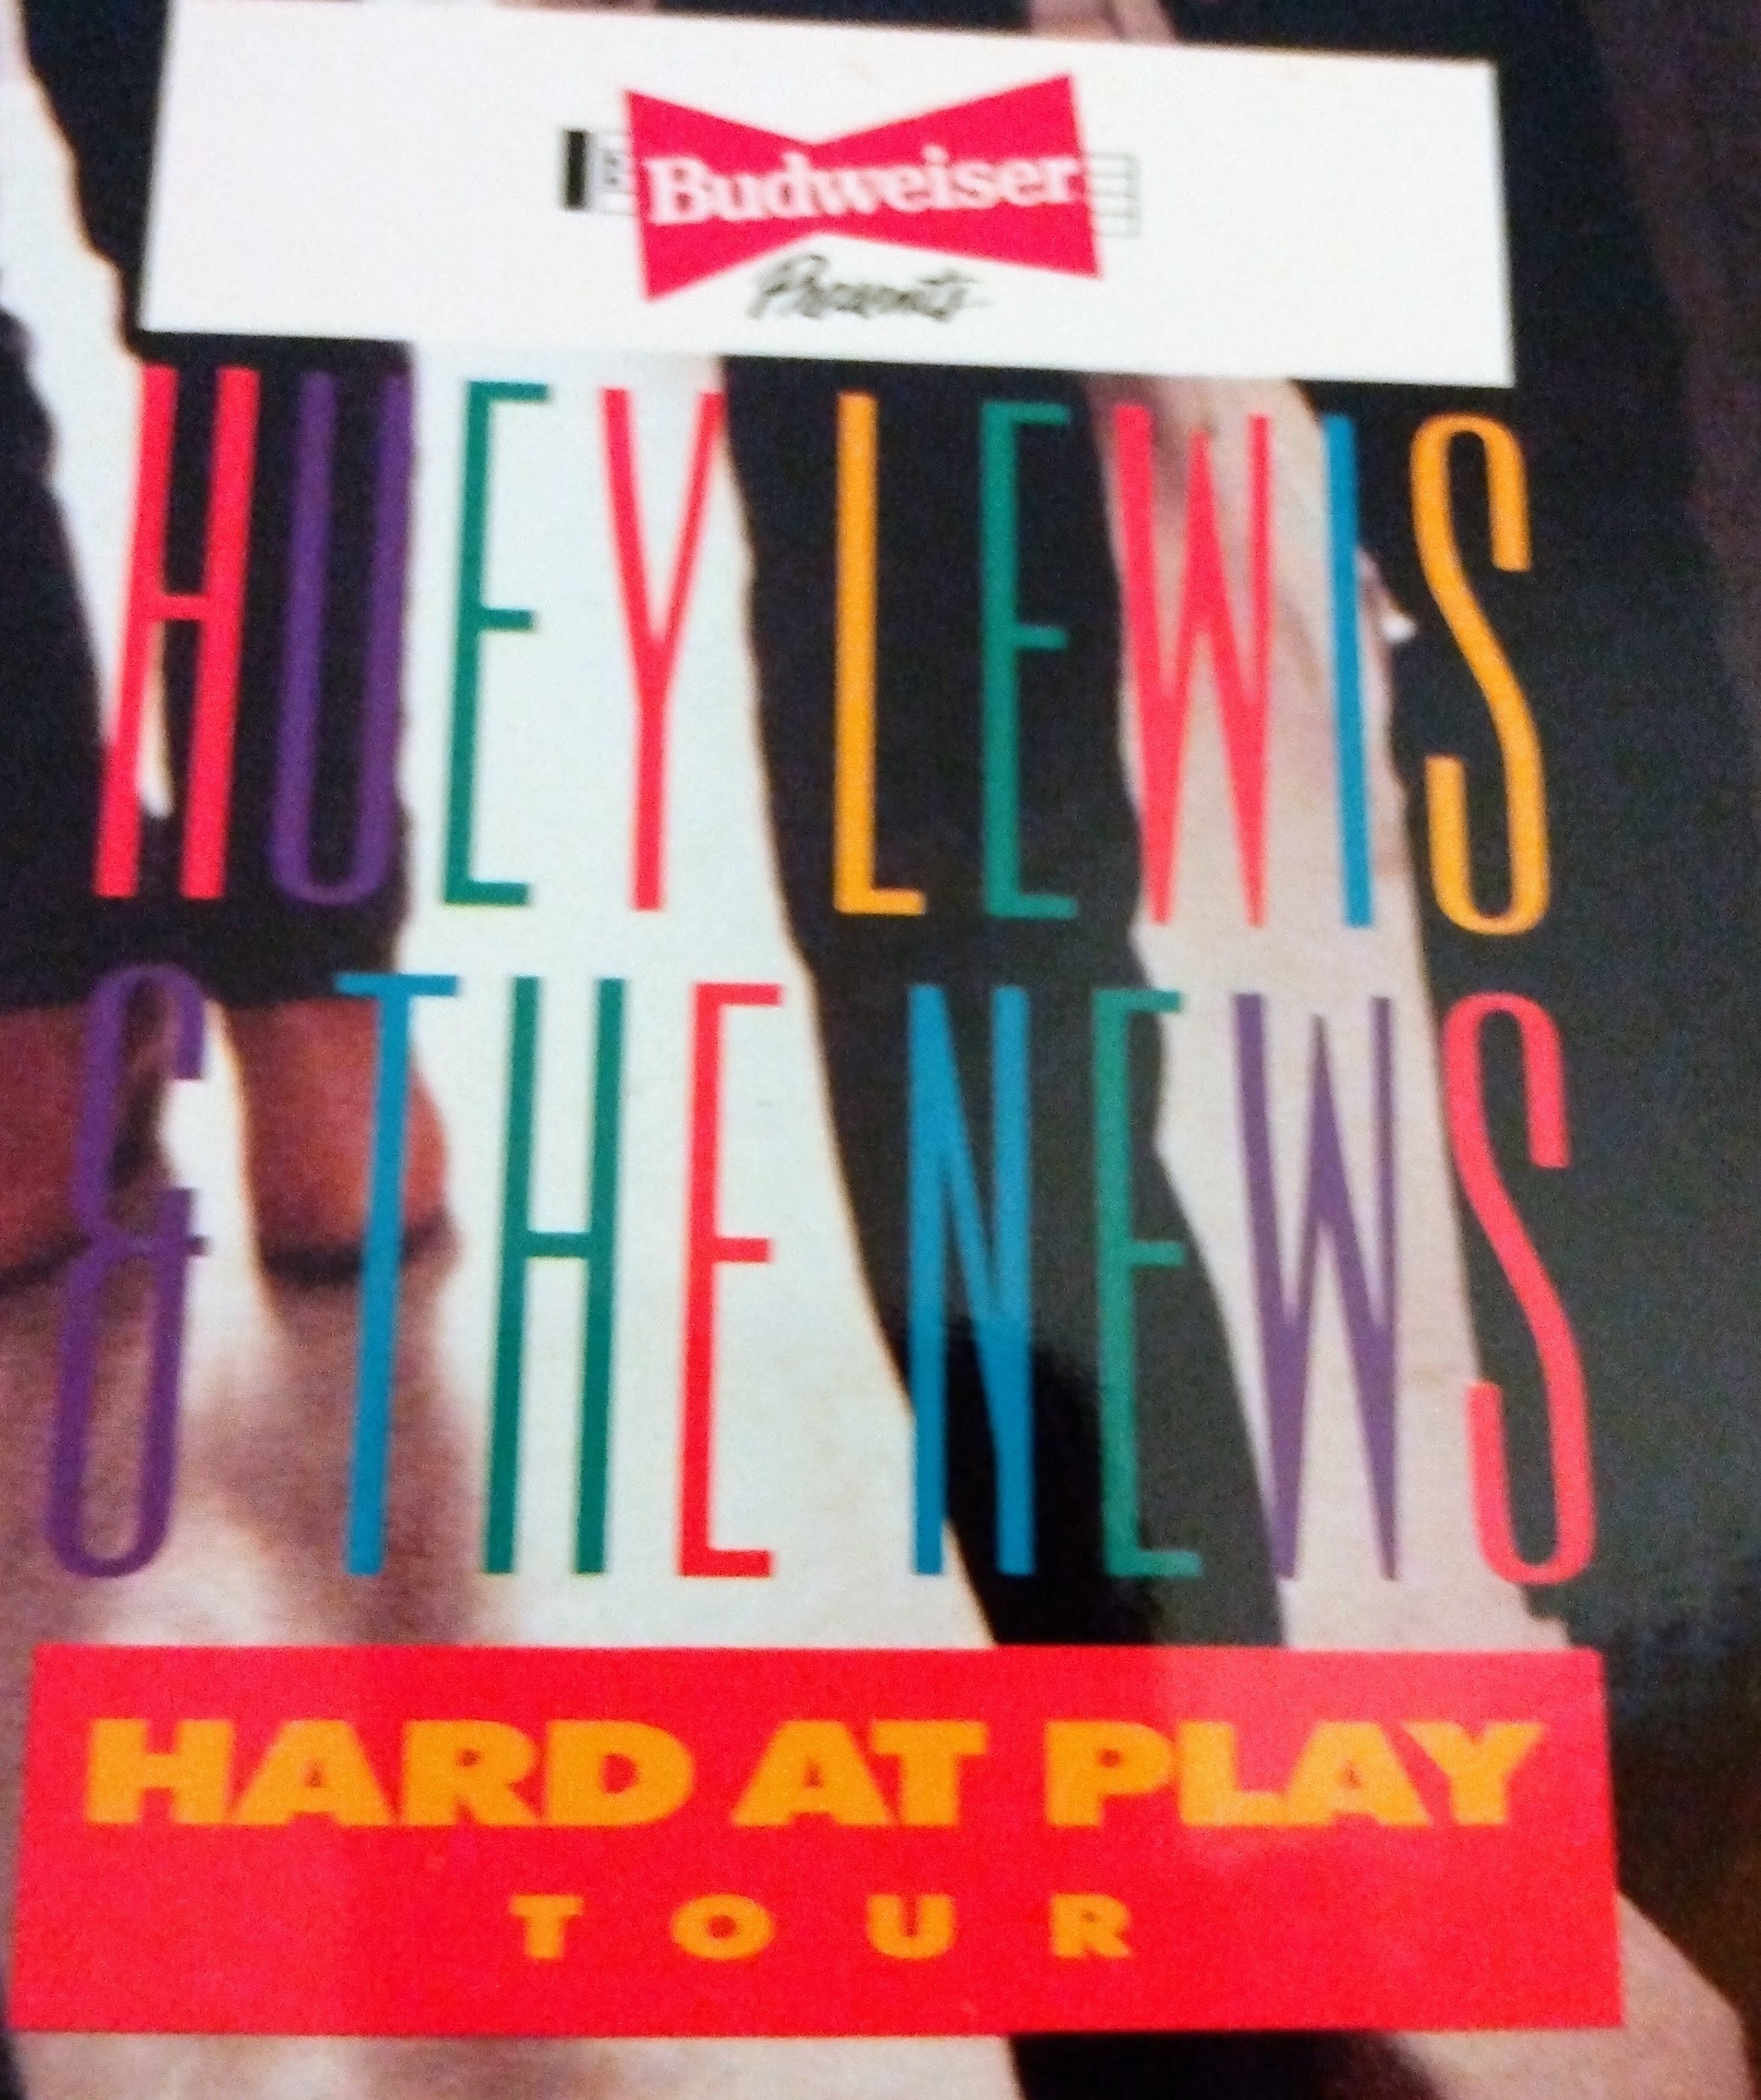 Budweiser
Presents
HUEY LEWIS
& THE NEWS
HARD AT PLAY
TOUR